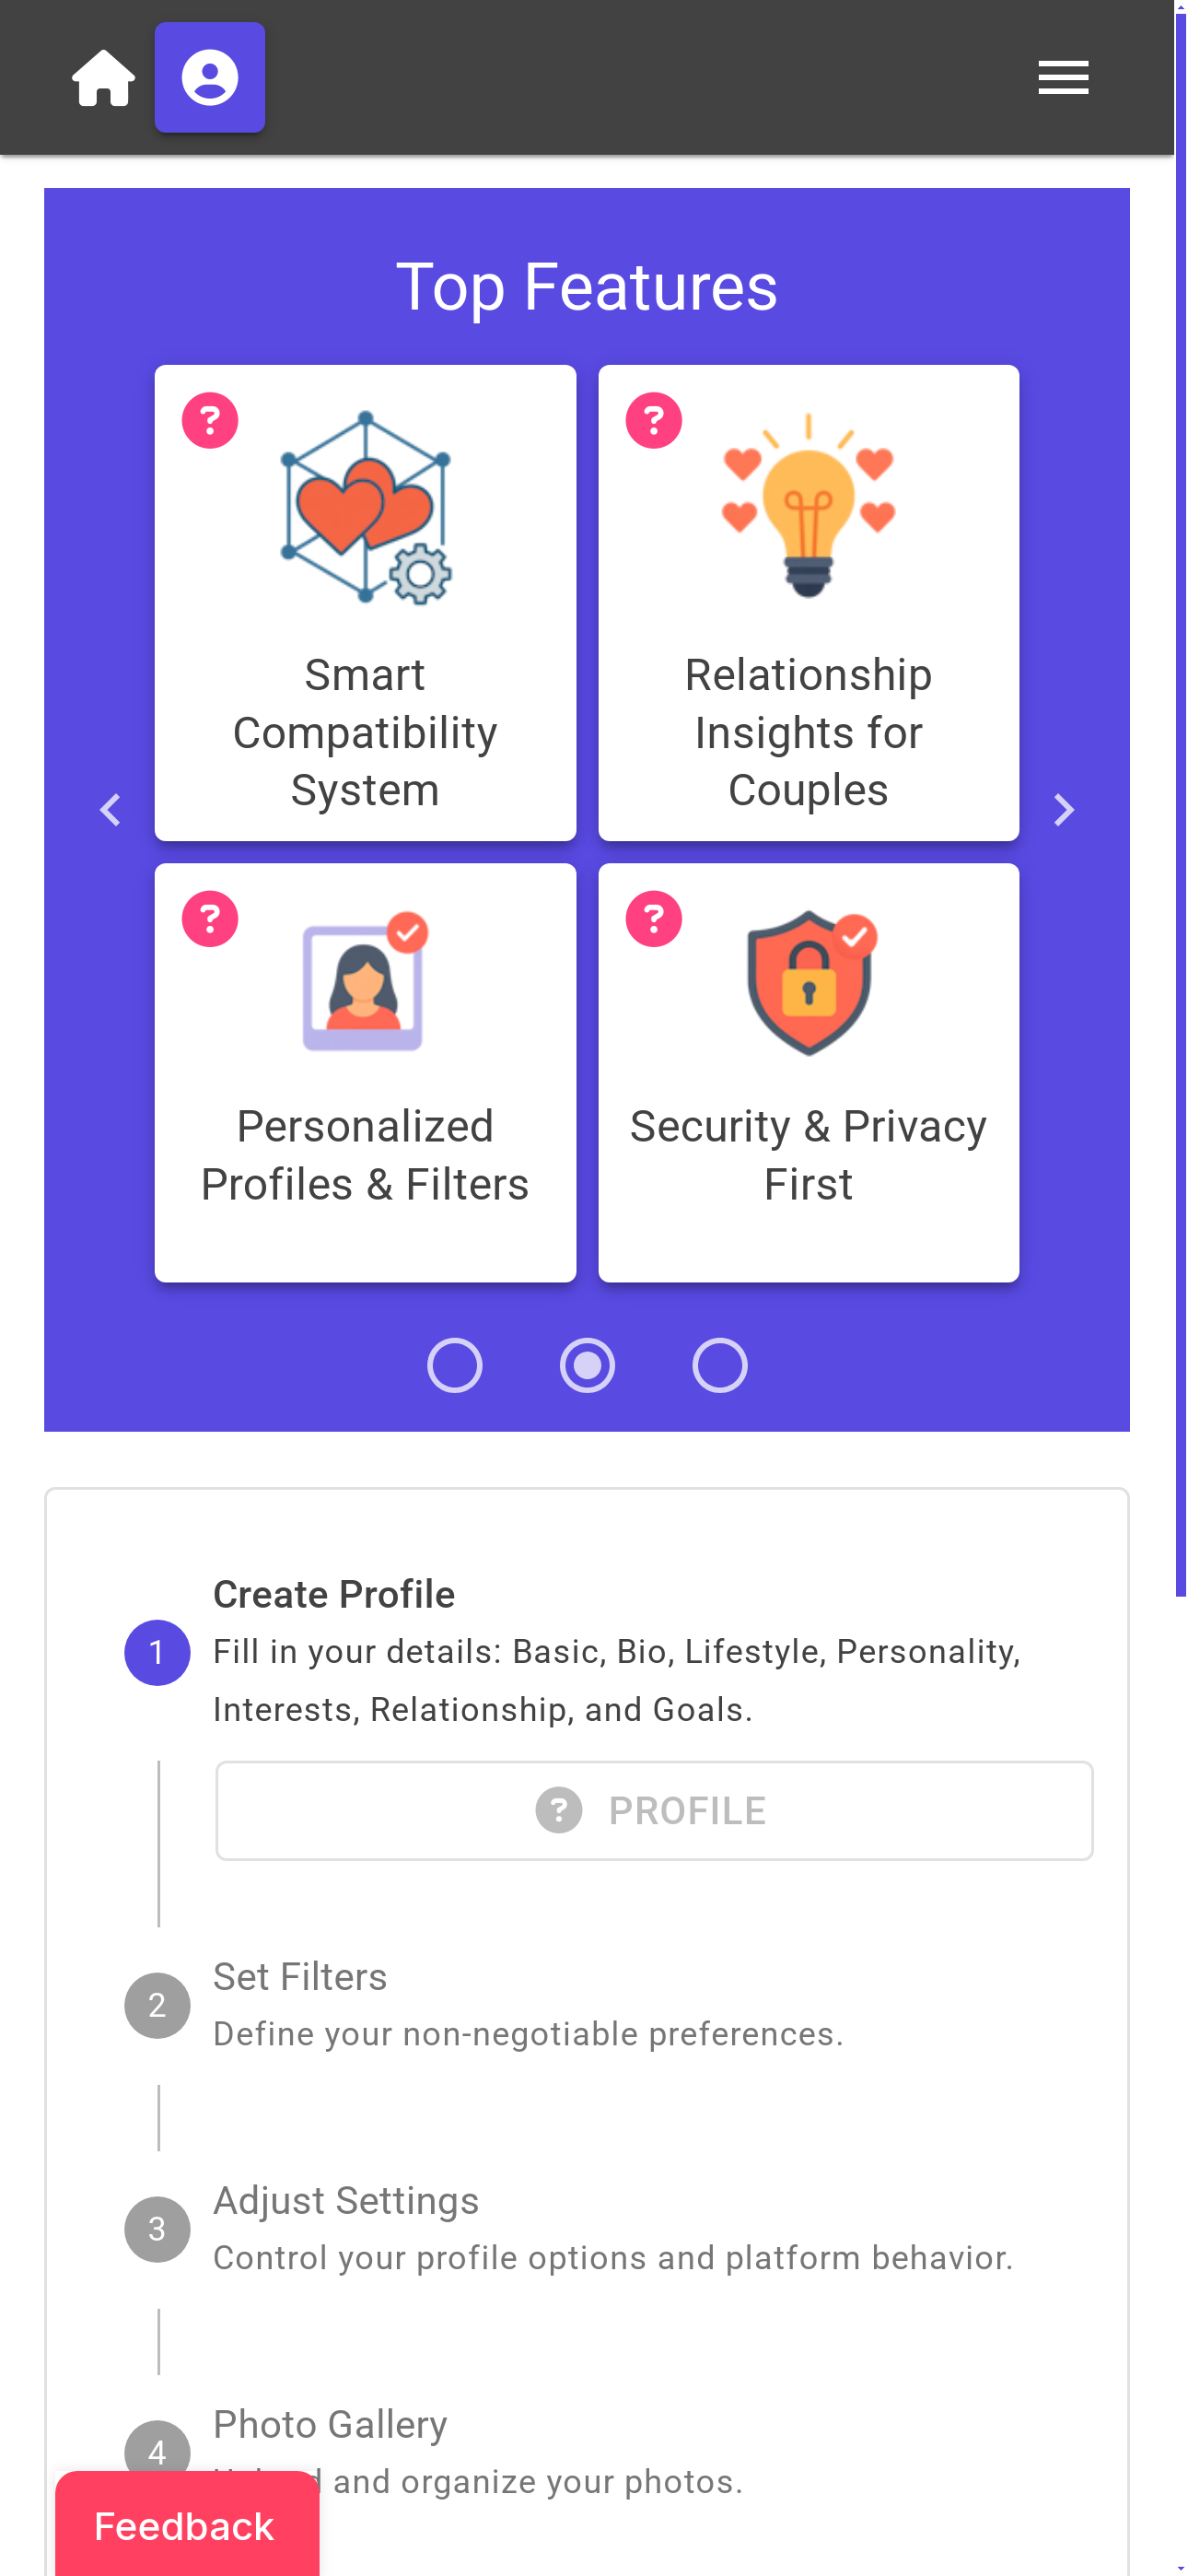 Top Features
?
?
Smart
Compatibility
System
Relationship
Insights for
Couples
?
?
Personalized
Profiles & Filters
Security & Privacy
First
Create Profile
1
Fill in your details: Basic, Bio, Lifestyle, Personality,
Interests, Relationship, and Goals.
? PROFILE
Set Filters
2
Define your non-negotiable preferences.
Adjust Settings
3
Control your profile options and platform behavior.
Photo Gallery
4
and organize your photos.
Feedback